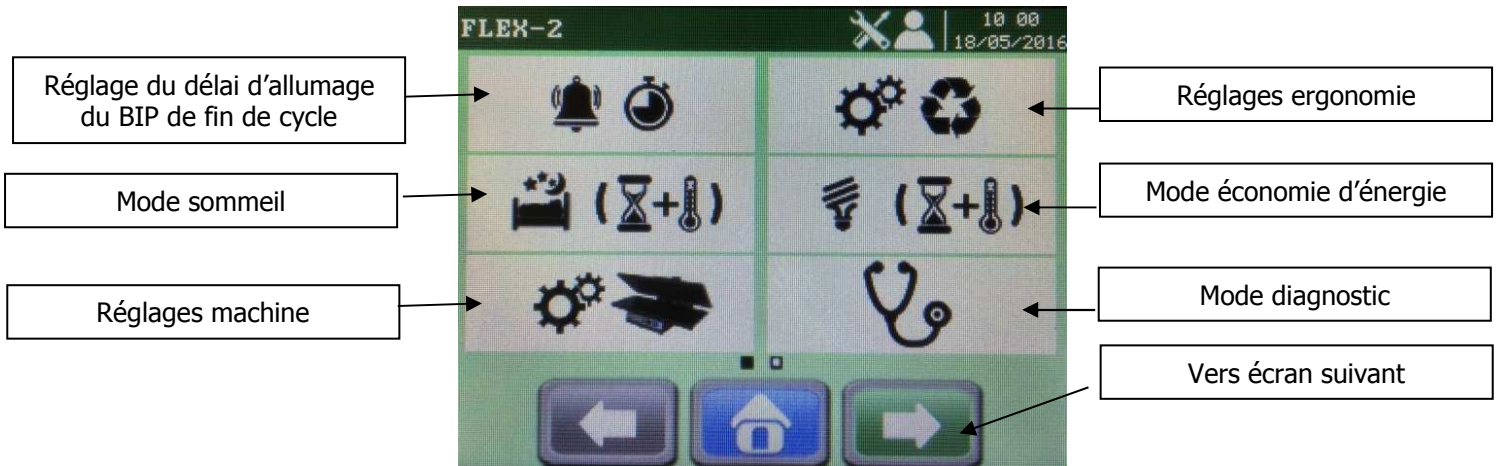 FLEX-2
10 00
18/05/2016
Réglage du délai d’allumage
du BIP de fin de cycle
Réglages ergonomie
Mode sommeil
( + )
Mode économie d’énergie
( + )
Réglages machine
Mode diagnostic
Vers écran suivant